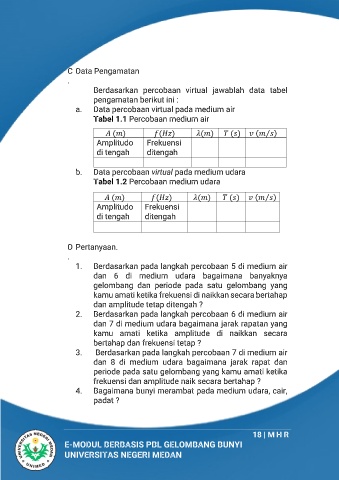 C Data Pengamatan
.
Berdasarkan percobaan virtual jawablah data tabel
pengamatan berikut ini :
a. Data percobaan virtual pada medium air
Tabel 1.1 Percobaan medium air
A (m) f(Hz) λ(m) T (s) v (m/s)
Amplitudo Frekuensi
di tengah ditengah
b. Data percobaan virtual pada medium udara
Tabel 1.2 Percobaan medium udara
A (m) f(Hz) λ(m) T (s) v (m/s)
Amplitudo Frekuensi
di tengah ditengah
D Pertanyaan.
.
1. Berdasarkan pada langkah percobaan 5 di medium air
dan 6 di medium udara bagaimana banyaknya
gelombang dan periode pada satu gelombang yang
kamu amati ketika frekuensi di naikkan secara bertahap
dan amplitude tetap ditengah ?
2. Berdasarkan pada langkah percobaan 6 di medium air
dan 7 di medium udara bagaimana jarak rapatan yang
kamu amati ketika amplitude di naikkan secara
bertahap dan frekuensi tetap ?
3. Berdasarkan pada langkah percobaan 7 di medium air
dan 8 di medium udara bagaimana jarak rapat dan
periode pada satu gelombang yang kamu amati ketika
frekuensi dan amplitude naik secara bertahap ?
4. Bagaimana bunyi merambat pada medium udara, cair,
padat ?
18 | M H R
E-MODUL BERBASIS PBL GELOMBANG BUNYI
UNIVERSITAS NEGERI MEDAN
UNIVERSITAS NEGERI MEDAN
UNIMED